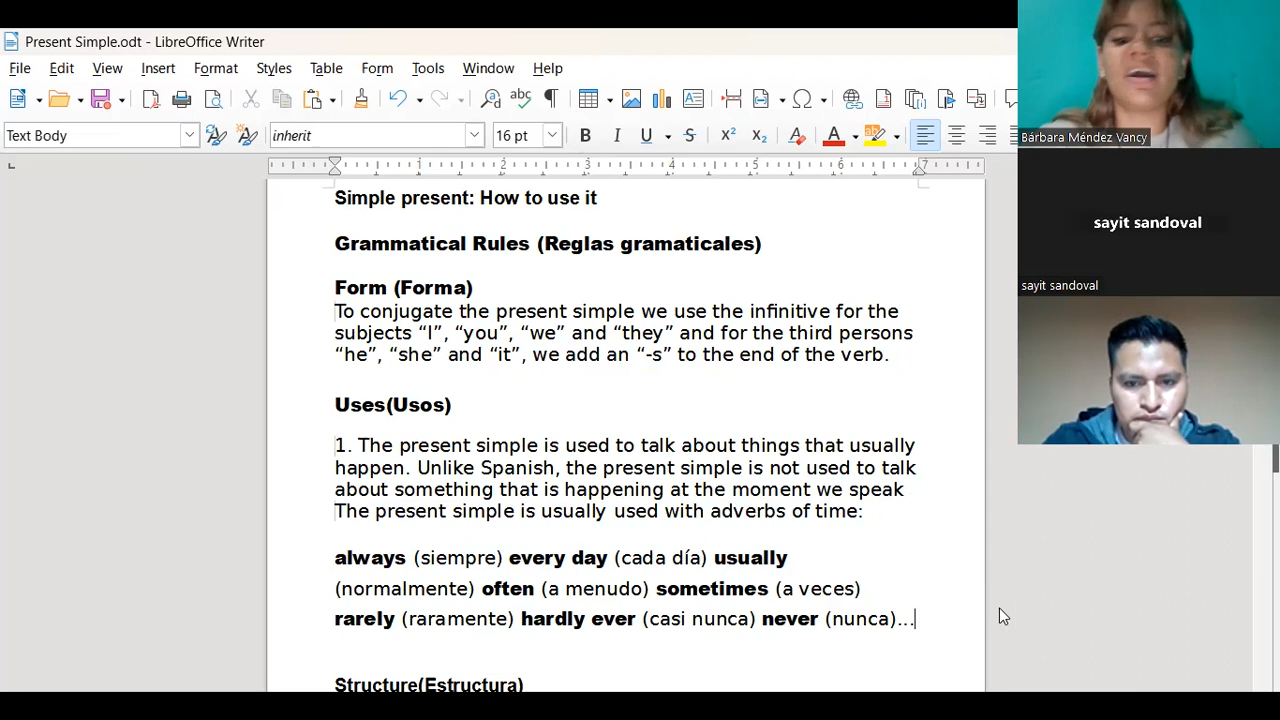 Present Simple.odt - LibreOffice Writer
File Edit View Insert Format Styles Table Form Tools Window Help
Text Body inherit 16 pt
1 2 3 4 5 6 7
Simple present: How to use it
Grammatical Rules (Reglas gramaticales)
Form (Forma)
To conjugate the present simple we use the infinitive for the
subjects “I”, “you”, “we” and “they” and for the third persons
“he”, “she” and “it”, we add an “-s” to the end of the verb.
Uses(Usos)
1. The present simple is used to talk about things that usually
happen. Unlike Spanish, the present simple is not used to talk
about something that is happening at the moment we speak
The present simple is usually used with adverbs of time:
always (siempre) every day (cada día) usually
(normalmente) often (a menudo) sometimes (a veces)
rarely (raramente) hardly ever (casi nunca) never (nunca)...
Structure(Estructura)
Bárbara Méndez Vancy
sayit sandoval
sayit sandoval